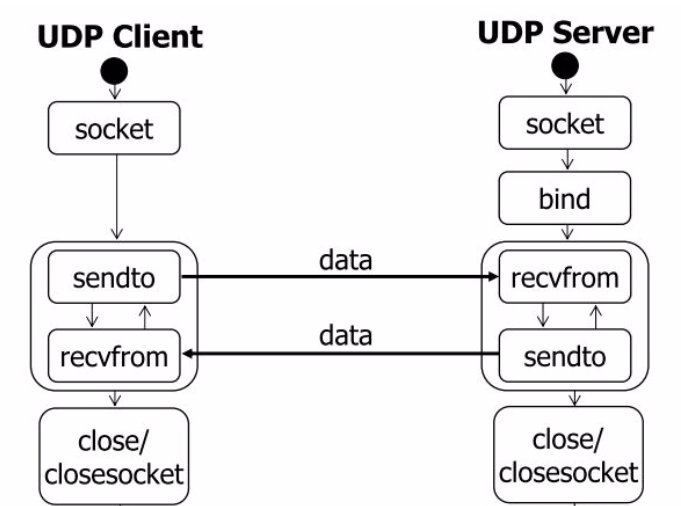 UDP Client
UDP Server
socket
socket
bind
sendto
data
recvfrom
recvfrom
data
sendto
close/
closesocket
close/
closesocket